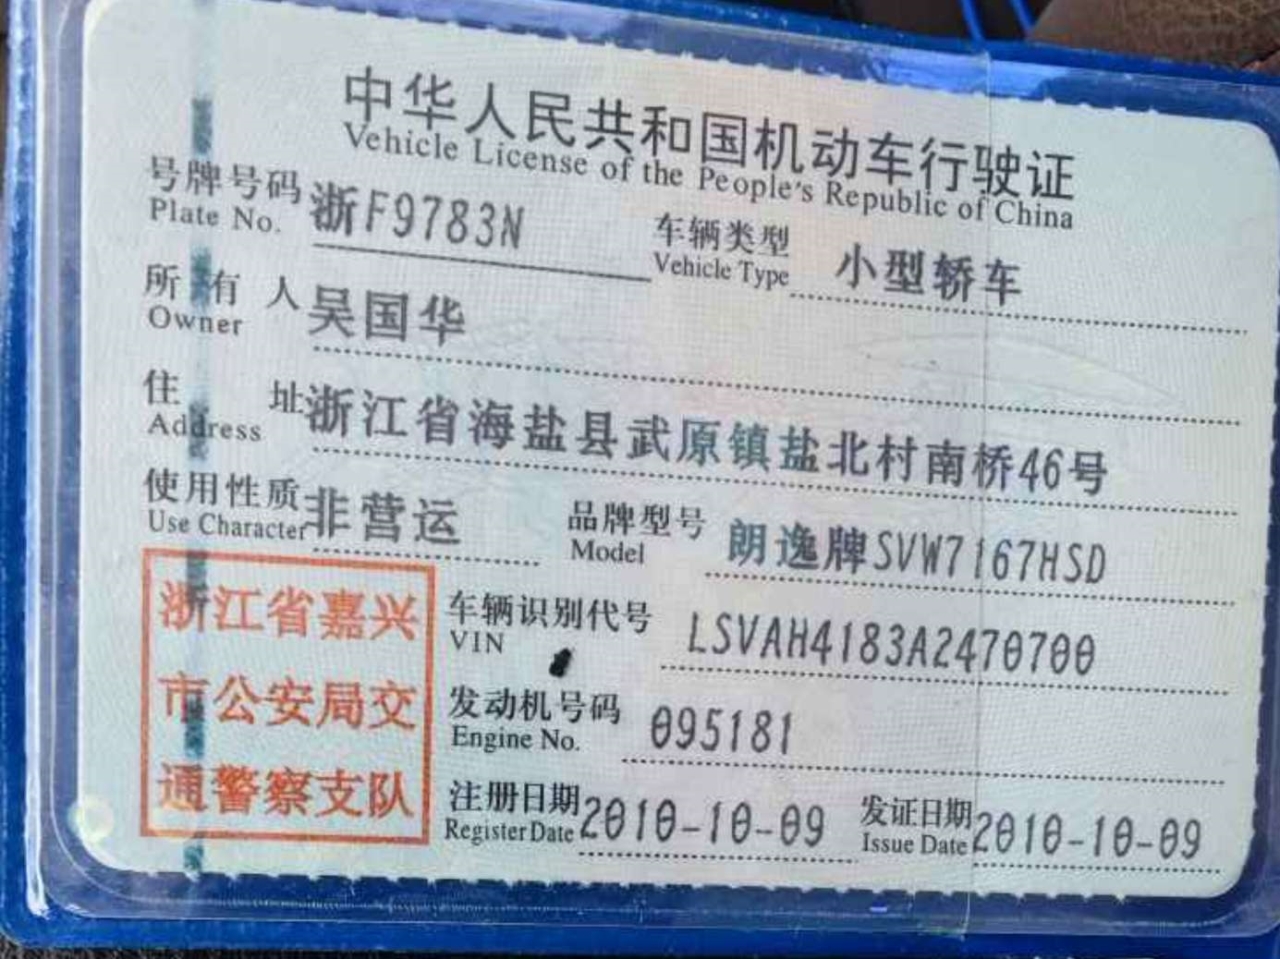 中华人民共和国机动车行驶证
Vehicle License of the People's Republic of China
号牌号码 浙F9783N 车辆类型 小型轿车
Plate No. Vehicle Type
所有人 吴国华
Owner
住址 浙江省海盐县武原镇盐北村南桥46号
Address
使用性质 非营运 品牌型号 朗逸牌SVW7167HSD
Use Character Model
浙江省嘉兴
市公安局交
通警察支队
车辆识别代号 LSVAH4183A2470700
VIN
发动机号码 095181
Engine No.
注册日期 2010-10-09 发证日期 2010-10-09
Register Date Issue Date